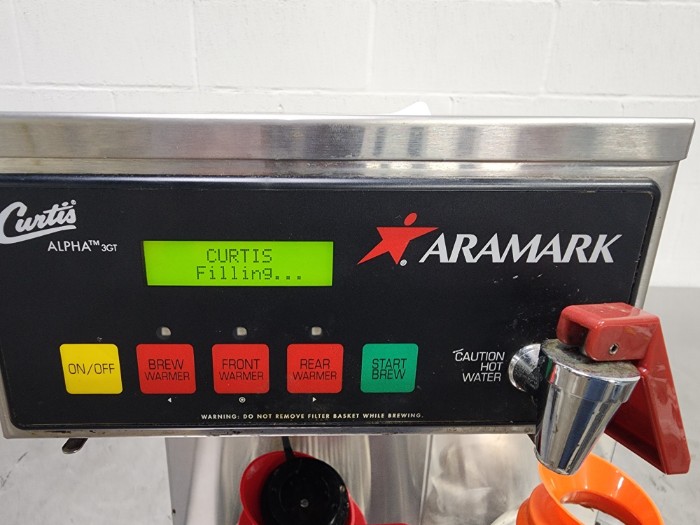 Curtis
ALPHA™ 3GT
CURTIS
Filling...
ARAMARK
ON/OFF
BREW
WARMER
FRONT
WARMER
REAR
WARMER
START
BREW
CAUTION
HOT
WATER
WARNING: DO NOT REMOVE FILTER BASKET WHILE BREWING.